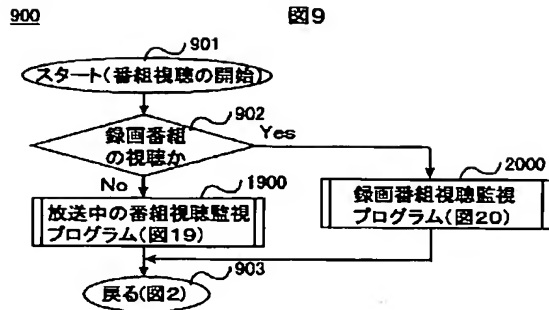 900
図9
901
スタート(番組視聴の開始)
902
録画番組
の視聴か
Yes
No
1900
放送中の番組視聴監視
プログラム(図19)
2000
録画番組視聴監視
プログラム(図20)
903
戻る(図2)